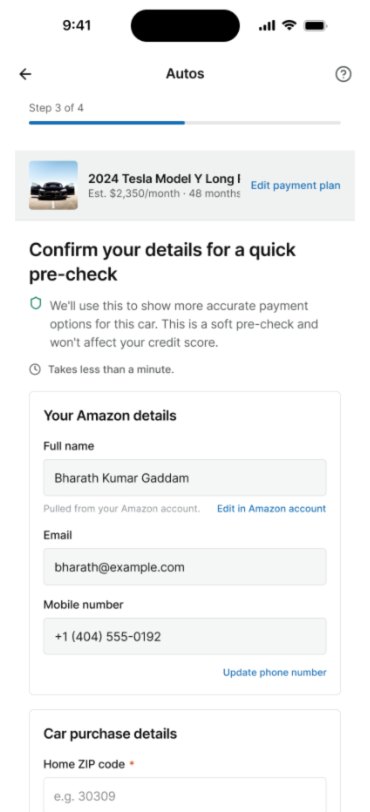 9:41
Autos
Step 3 of 4
2024 Tesla Model Y Long
Est. $2,350/month · 48 months
Edit payment plan
Confirm your details for a quick
pre-check
We'll use this to show more accurate payment
options for this car. This is a soft pre-check and
won't affect your credit score.
Takes less than a minute.
Your Amazon details
Full name
Bharath Kumar Gaddam
Pulled from your Amazon account.
Edit in Amazon account
Email
bharath@example.com
Mobile number
+1 (404) 555-0192
Update phone number
Car purchase details
Home ZIP code *
e.g. 30309